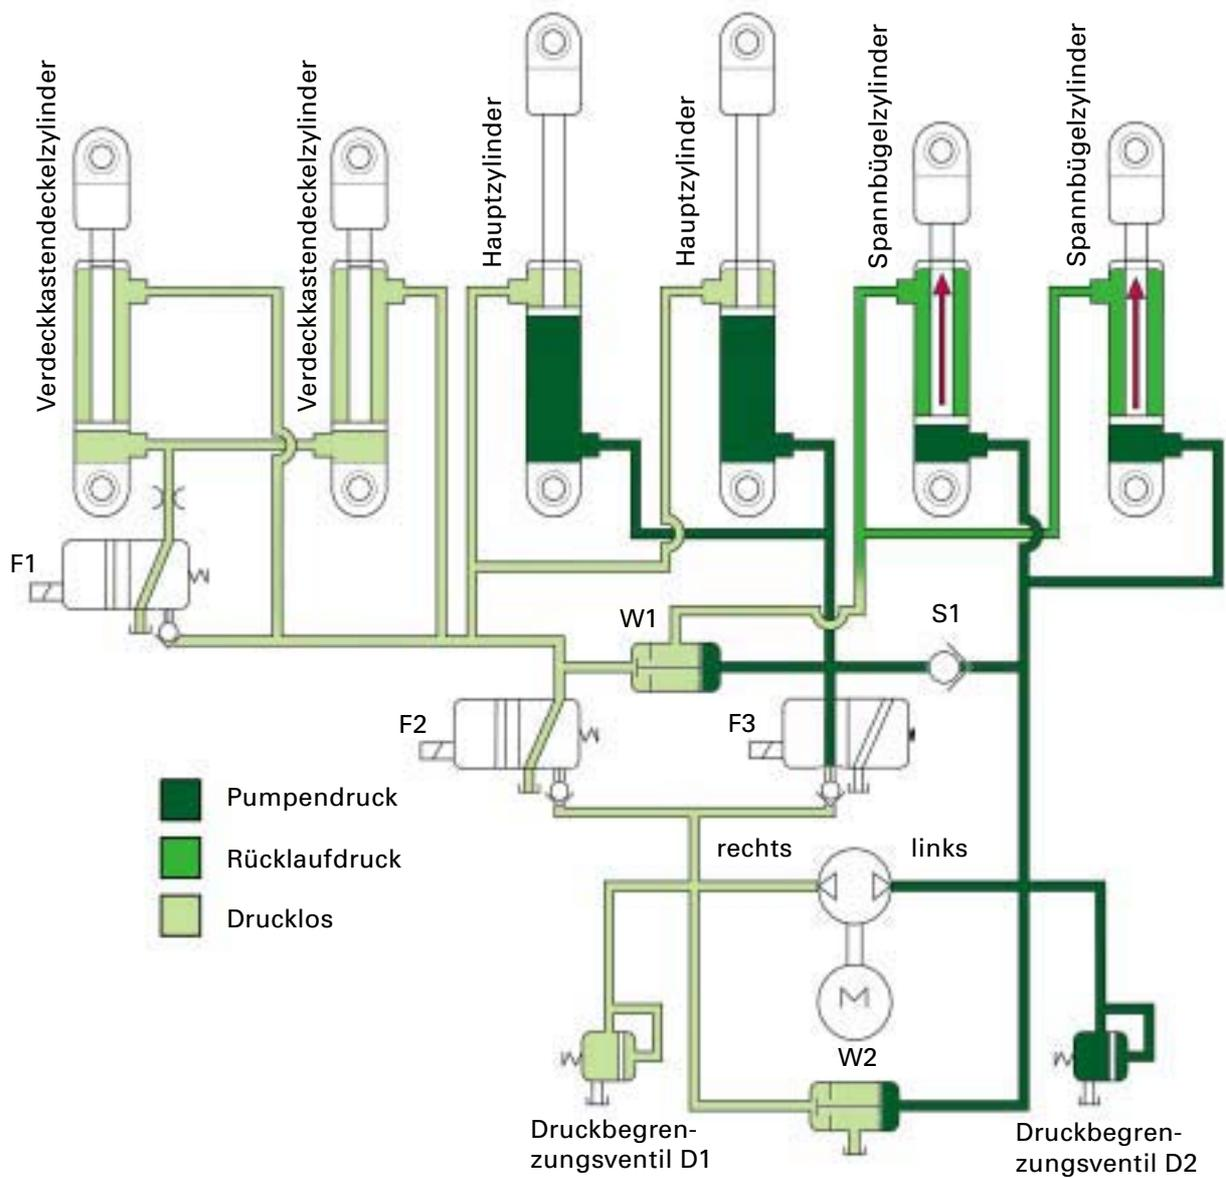 Verdeckkastendeckelzylinder
Verdeckkastendeckelzylinder
Hauptzylinder
Hauptzylinder
Spannbügelzylinder
Spannbügelzylinder
F1
W1
S1
F2
F3
Pumpendruck
Rücklaufdruck
Drucklos
rechts
links
M
W2
Druckbegren-
zungsventil D1
Druckbegren-
zungsventil D2